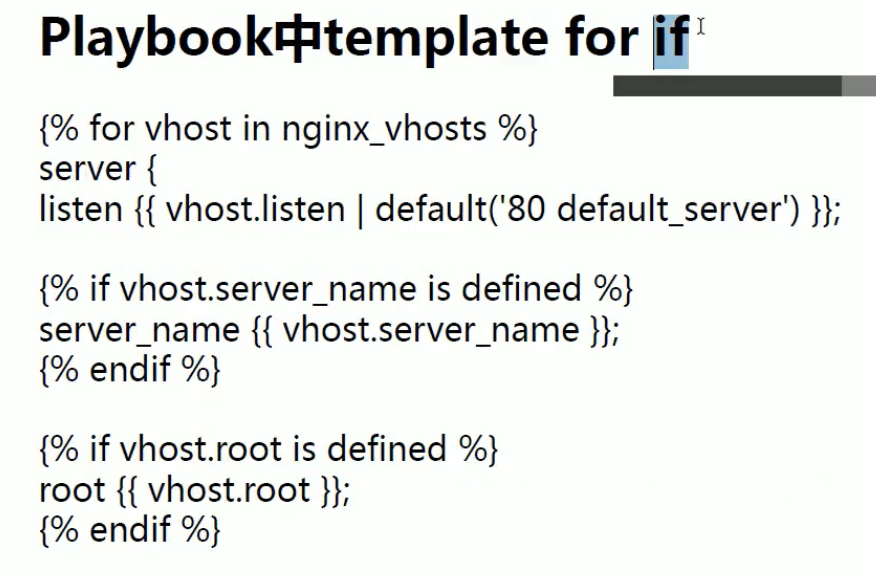 Playbook中template for if
{% for vhost in nginx_vhosts %}
server {
listen {{ vhost.listen | default('80 default_server') }};
{% if vhost.server_name is defined %}
server_name {{ vhost.server_name }};
{% endif %}
{% if vhost.root is defined %}
root {{ vhost.root }};
{% endif %}